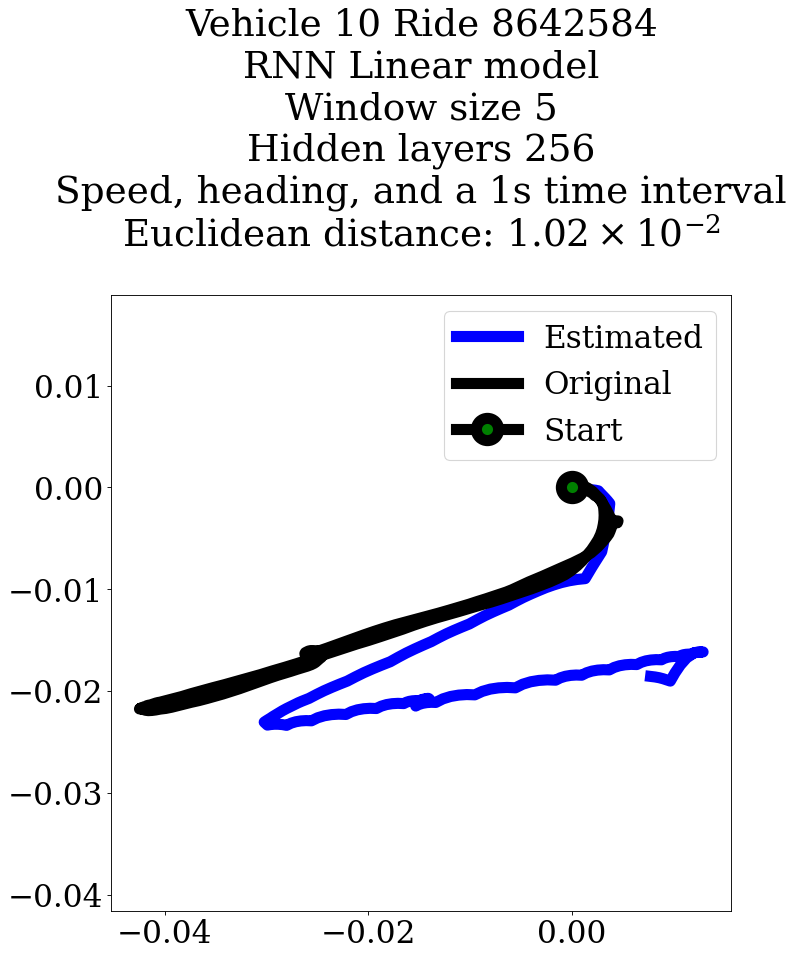 Vehicle 10 Ride 8642584
RNN Linear model
Window size 5
Hidden layers 256
Speed, heading, and a 1s time interval
Euclidean distance: 1.02 × 10⁻²
Estimated
Original
Start
0.01
0.00
−0.01
−0.02
−0.03
−0.04
−0.04 −0.02 0.00